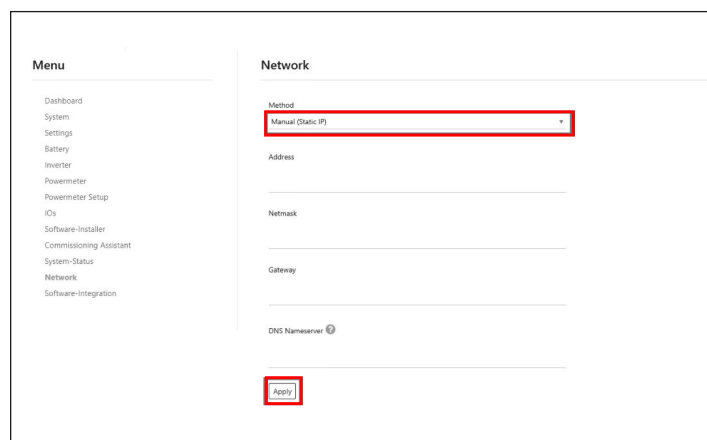 Menu
Dashboard
System
Settings
Battery
Inverter
Powermeter
Powermeter Setup
IOs
Software-Installer
Commissioning Assistant
System-Status
Network
Software-Integration
Network
Method
Manual (Static IP)
Address
Netmask
Gateway
DNS Nameserver ?
Apply